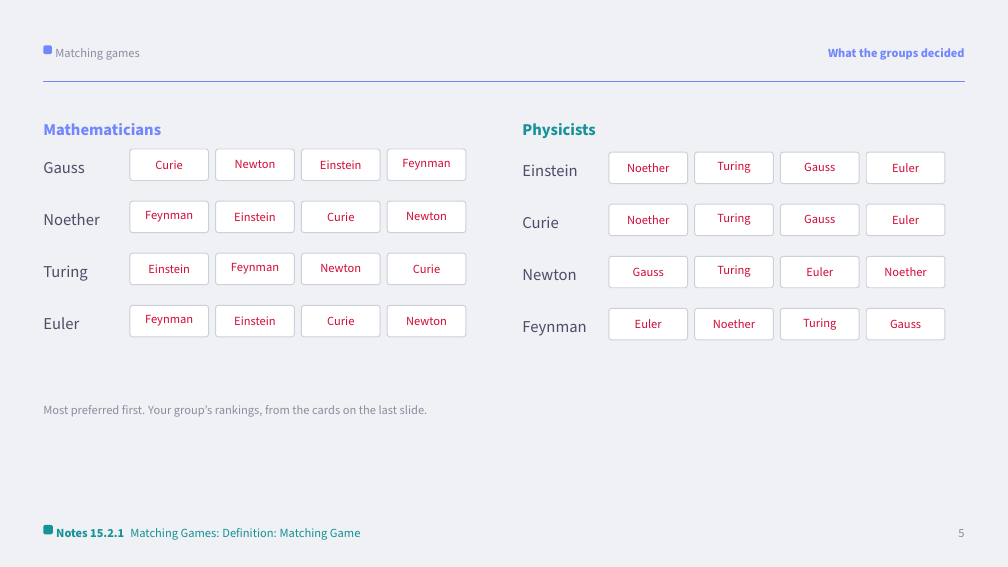 Matching games
What the groups decided
Mathematicians
Gauss Curie Newton Einstein Feynman
Noether Feynman Einstein Curie Newton
Turing Einstein Feynman Newton Curie
Euler Feynman Einstein Curie Newton
Physicists
Einstein Noether Turing Gauss Euler
Curie Noether Turing Gauss Euler
Newton Gauss Turing Euler Noether
Feynman Euler Noether Turing Gauss
Most preferred first. Your group’s rankings, from the cards on the last slide.
Notes 15.2.1 Matching Games: Definition: Matching Game
5